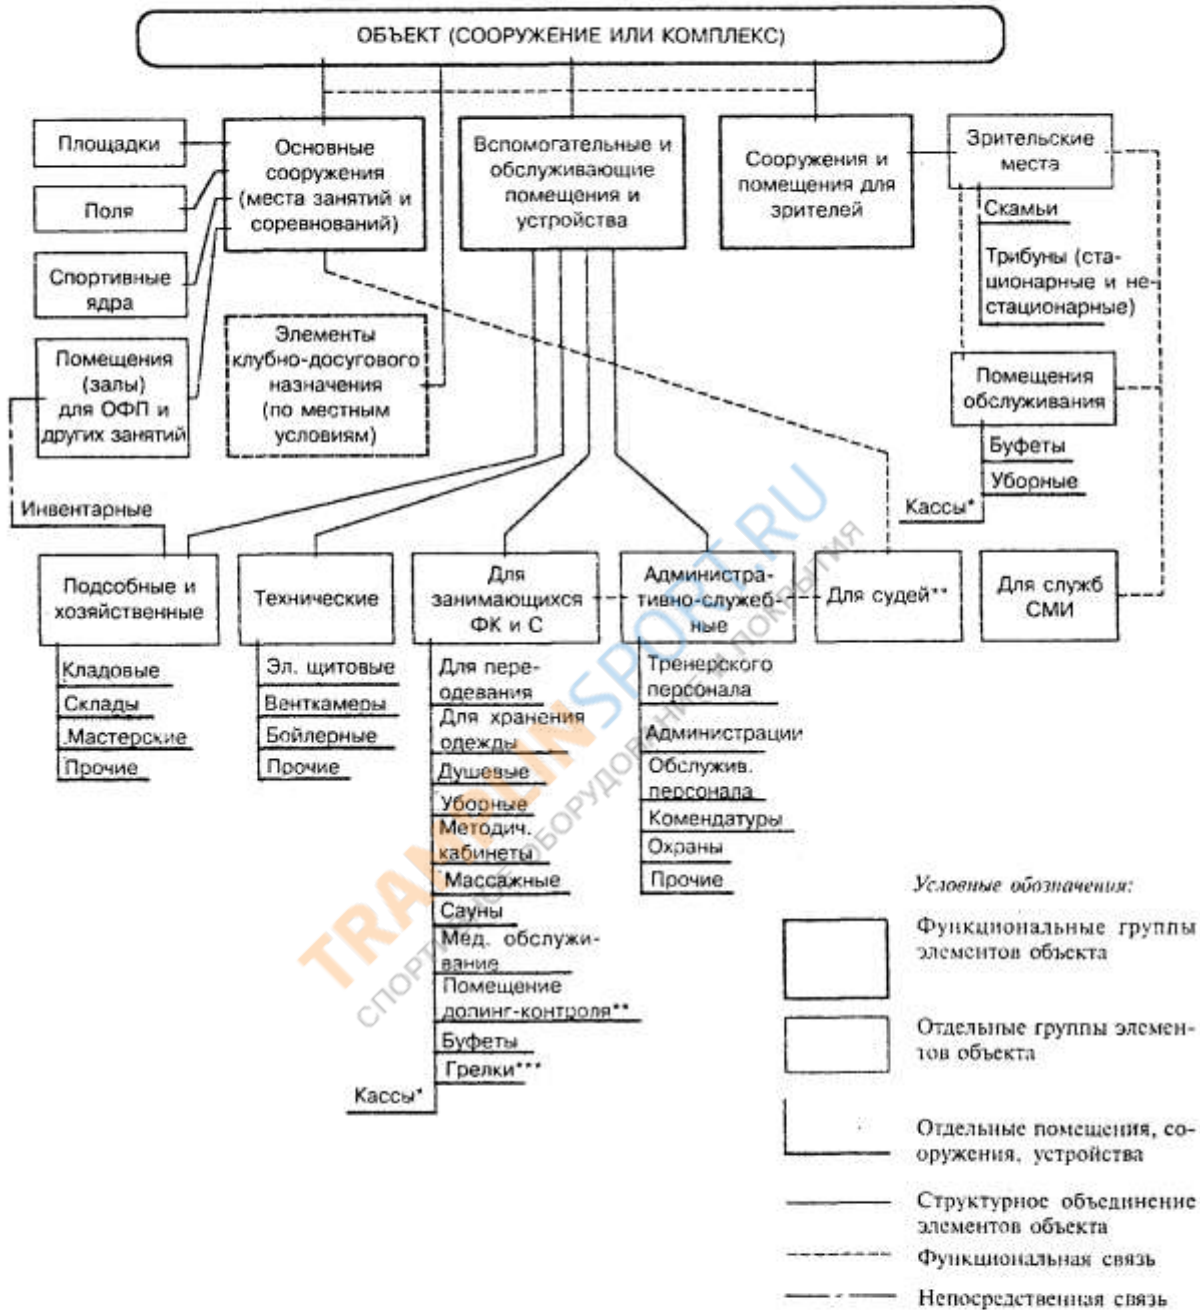 ОБЪЕКТ (СООРУЖЕНИЕ ИЛИ КОМПЛЕКС)
Площадки
Поля
Спортивные
ядра
Помещения
(залы)
для ОФП и
других занятий
Инвентарные
Основные
сооружения
(места занятий и
соревнований)
Элементы
клубно-досугового
назначения
(по местным
условиям)
Вспомогательные и
обслуживающие
помещения и
устройства
Сооружения и
помещения для
зрителей
Зрительские
места
Скамьи
Трибуны (ста-
ционарные и не-
стационарные)
Помещения
обслуживания
Буфеты
Уборные
Кассы*
Подсобные и
хозяйственные
Кладовые
Склады
Мастерские
Прочие
Технические
Эл. щитовые
Венткамеры
Бойлерные
Прочие
Для
занимающихся
ФК и С
Для пере-
одевания
Для хранения
одежды
Душевые
Уборные
Методич.
кабинеты
Массажные
Сауны
Мед. обслужи-
вание
Помещение
допинг-контроля**
Буфеты
Грелки***
Кассы*
Администра-
тивно-служеб-
ные
Тренерского
персонала
Администрации
Обслужив.
персонала
Комендатуры
Охраны
Прочие
Для судей**
Для служб
СМИ
TRAMPLINSPORT.RU
СПОРТИВНОЕ ОБОРУДОВАНИЕ И ПОКРЫТИЯ
Условные обозначения:
Функциональные группы
элементов объекта
Отдельные группы элемен-
тов объекта
Отдельные помещения, со-
оружения, устройства
Структурное объединение
элементов объекта
Функциональная связь
Непосредственная связь